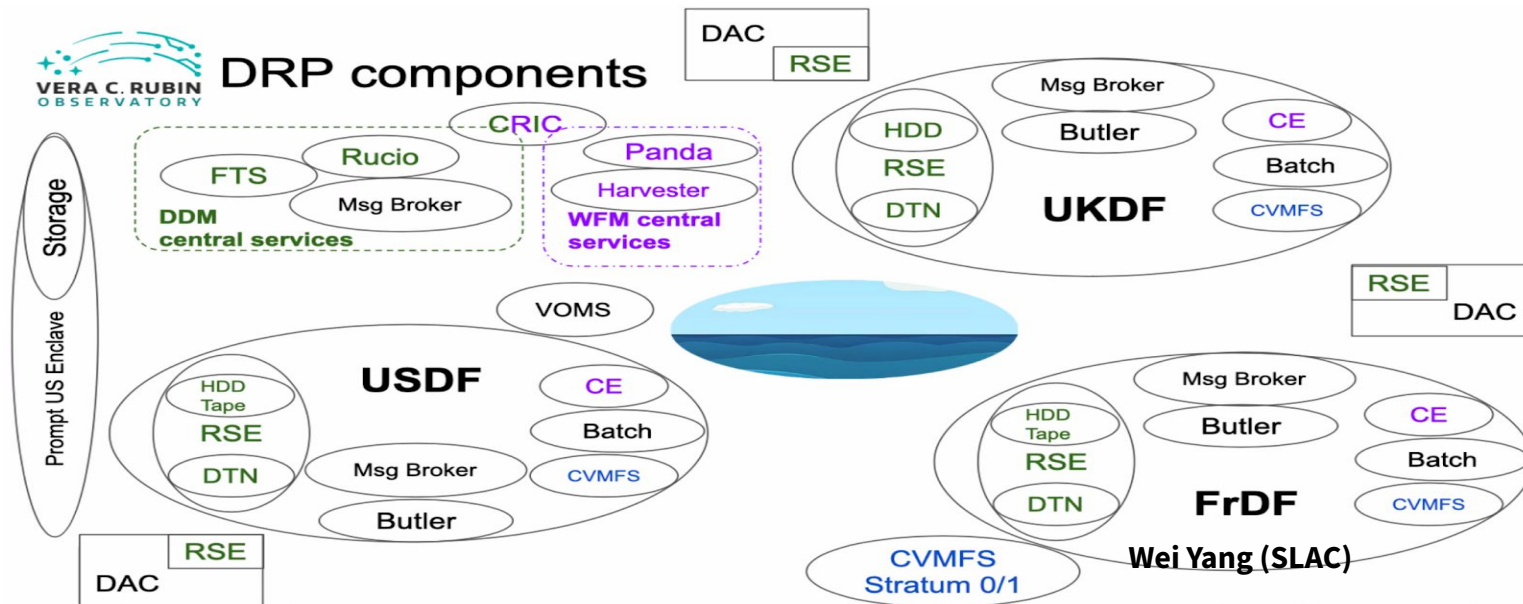 VERA C. RUBIN
OBSERVATORY
DRP components
DAC
RSE
CRIC
Rucio
FTS
Msg Broker
DDM
central services
Panda
Harvester
WFM central
services
Storage
Prompt US Enclave
Msg Broker
Butler
HDD
RSE
DTN
UKDF
CE
Batch
CVMFS
RSE
DAC
VOMS
USDF
HDD
Tape
RSE
DTN
CE
Batch
CVMFS
Msg Broker
Butler
RSE
DAC
Msg Broker
Butler
HDD
Tape
RSE
DTN
CE
Batch
CVMFS
FrDF
Wei Yang (SLAC)
CVMFS
Stratum 0/1